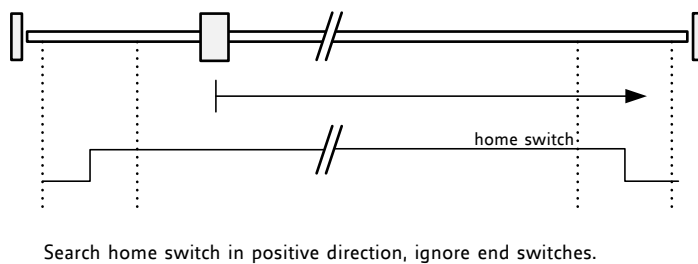 home switch
Search home switch in positive direction, ignore end switches.